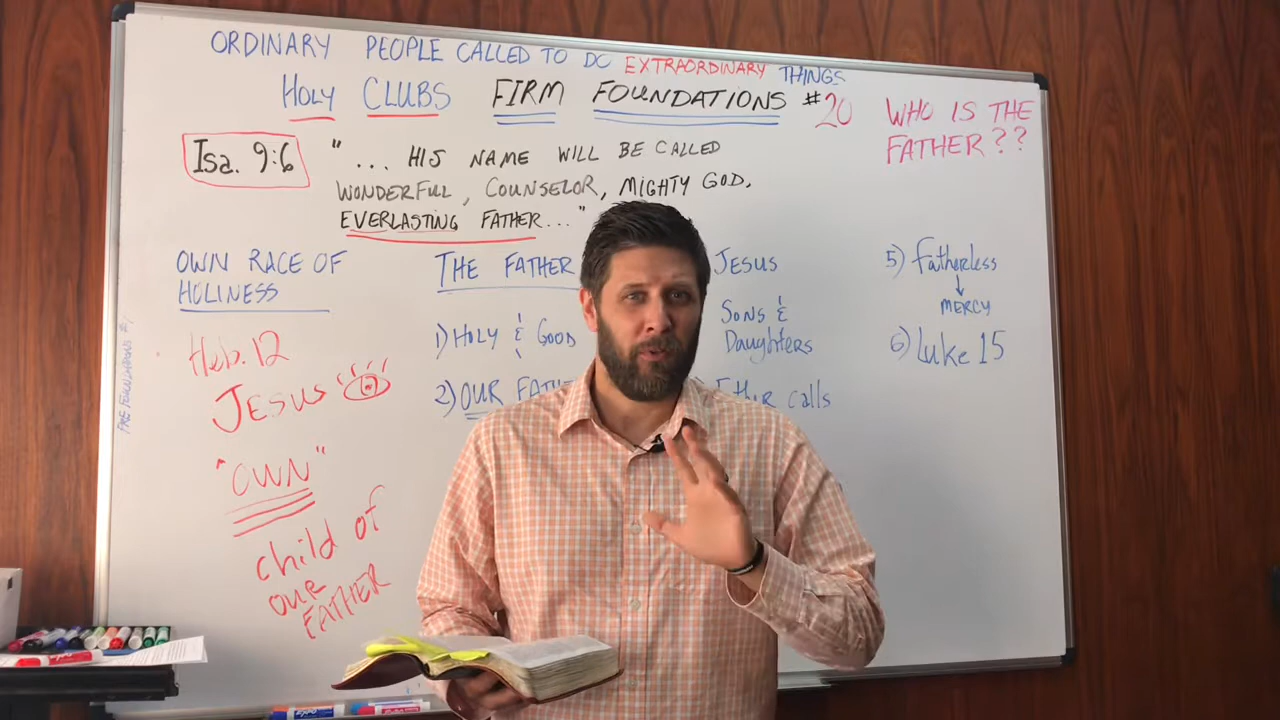 ORDINARY PEOPLE CALLED TO DO EXTRAORDINARY THINGS
HOLY CLUBS FIRM FOUNDATIONS #20
WHO IS THE
FATHER??
Isa. 9:6
"... HIS NAME WILL BE CALLED
WONDERFUL, COUNSELOR, MIGHTY GOD,
EVERLASTING FATHER..."
OWN RACE OF
HOLINESS
Heb. 12
JESUS
"OWN"
child of
OUR
FATHER
THE FATHER
1) HOLY & GOOD
2) OUR FAT
JESUS
SONS &
Daughters
calls
5) Fatherless
MERCY
6) Luke 15